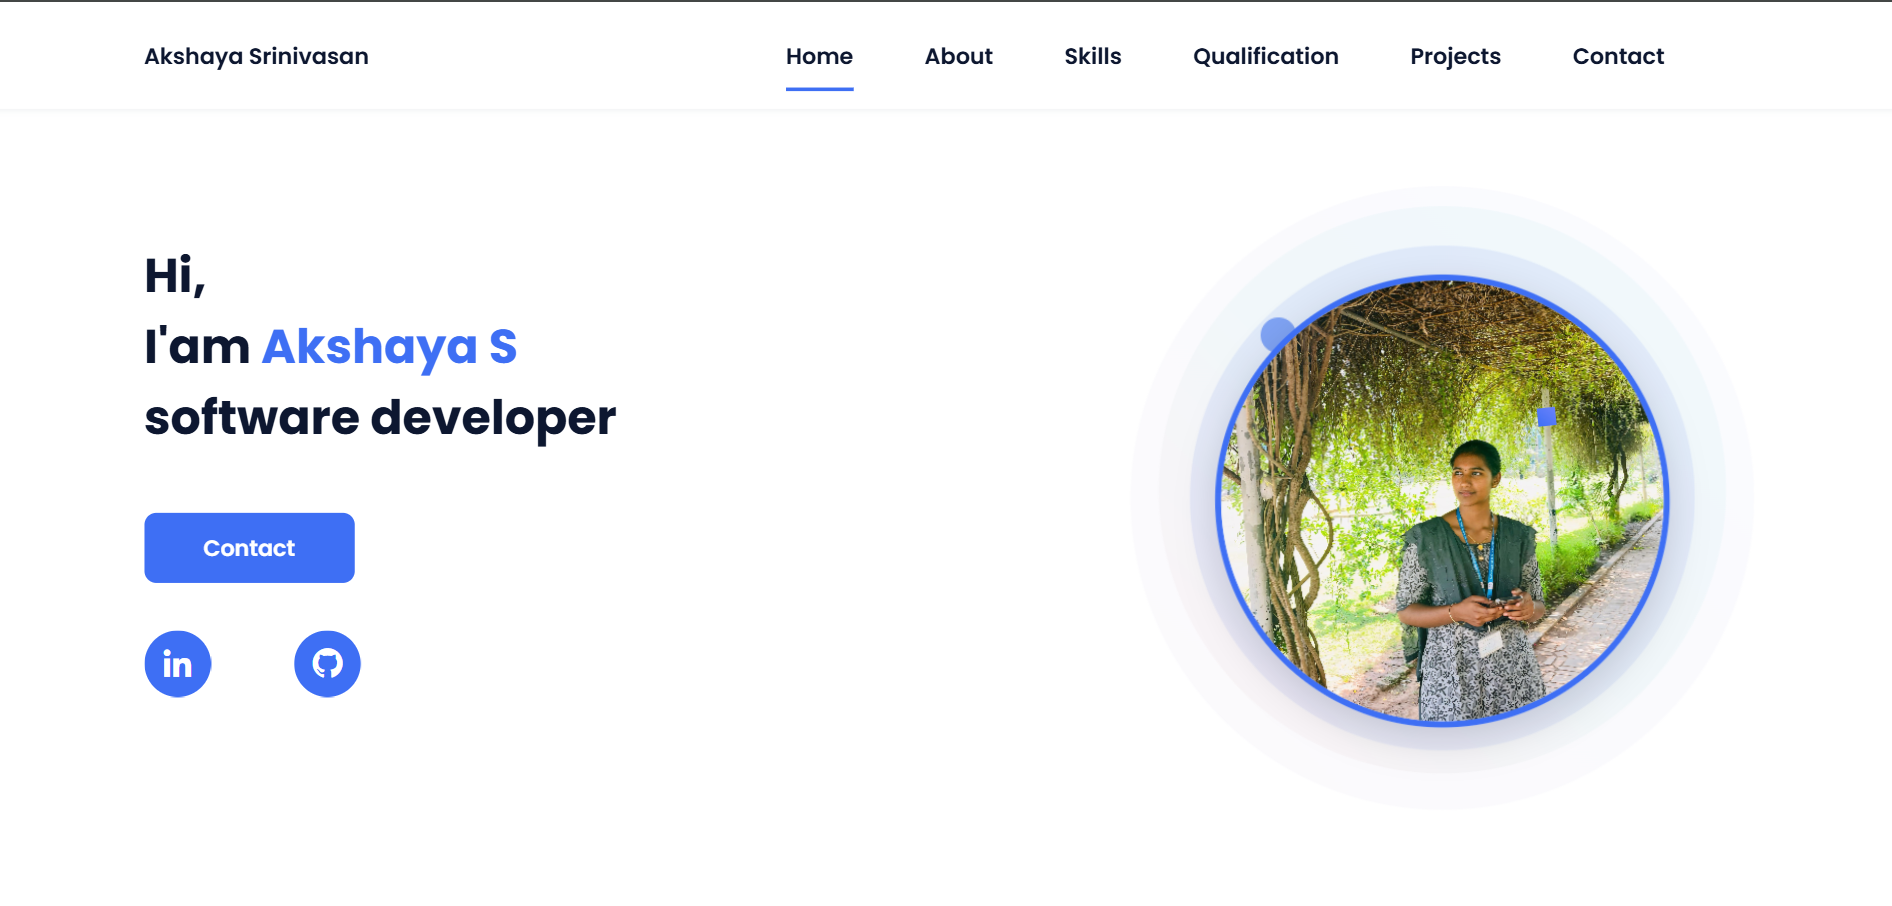 Akshaya Srinivasan
Home About Skills Qualification Projects Contact
Hi,
I'am Akshaya S
software developer
Contact
in